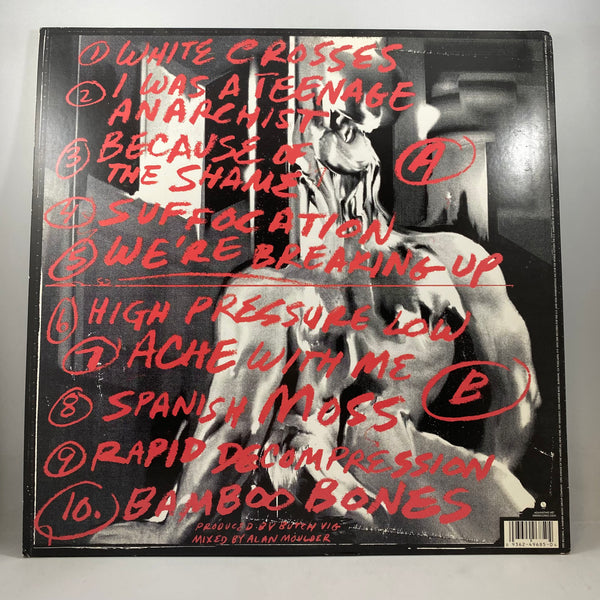 1 WHITE CROSSES
2 I WAS A TEENAGE
ANARCHIST
3 BECAUSE OF
THE SHAME
A
4 SUFFOCATION
5 WE'RE BREAKING UP
6 HIGH PRESSURE LOW
7 ACHE WITH ME
B
8 SPANISH MOSS
9 RAPID DECOMPRESSION
10. BAMBOO BONES
PRODUCED BY BUTCH VIG
MIXED BY ALAN MOULDER